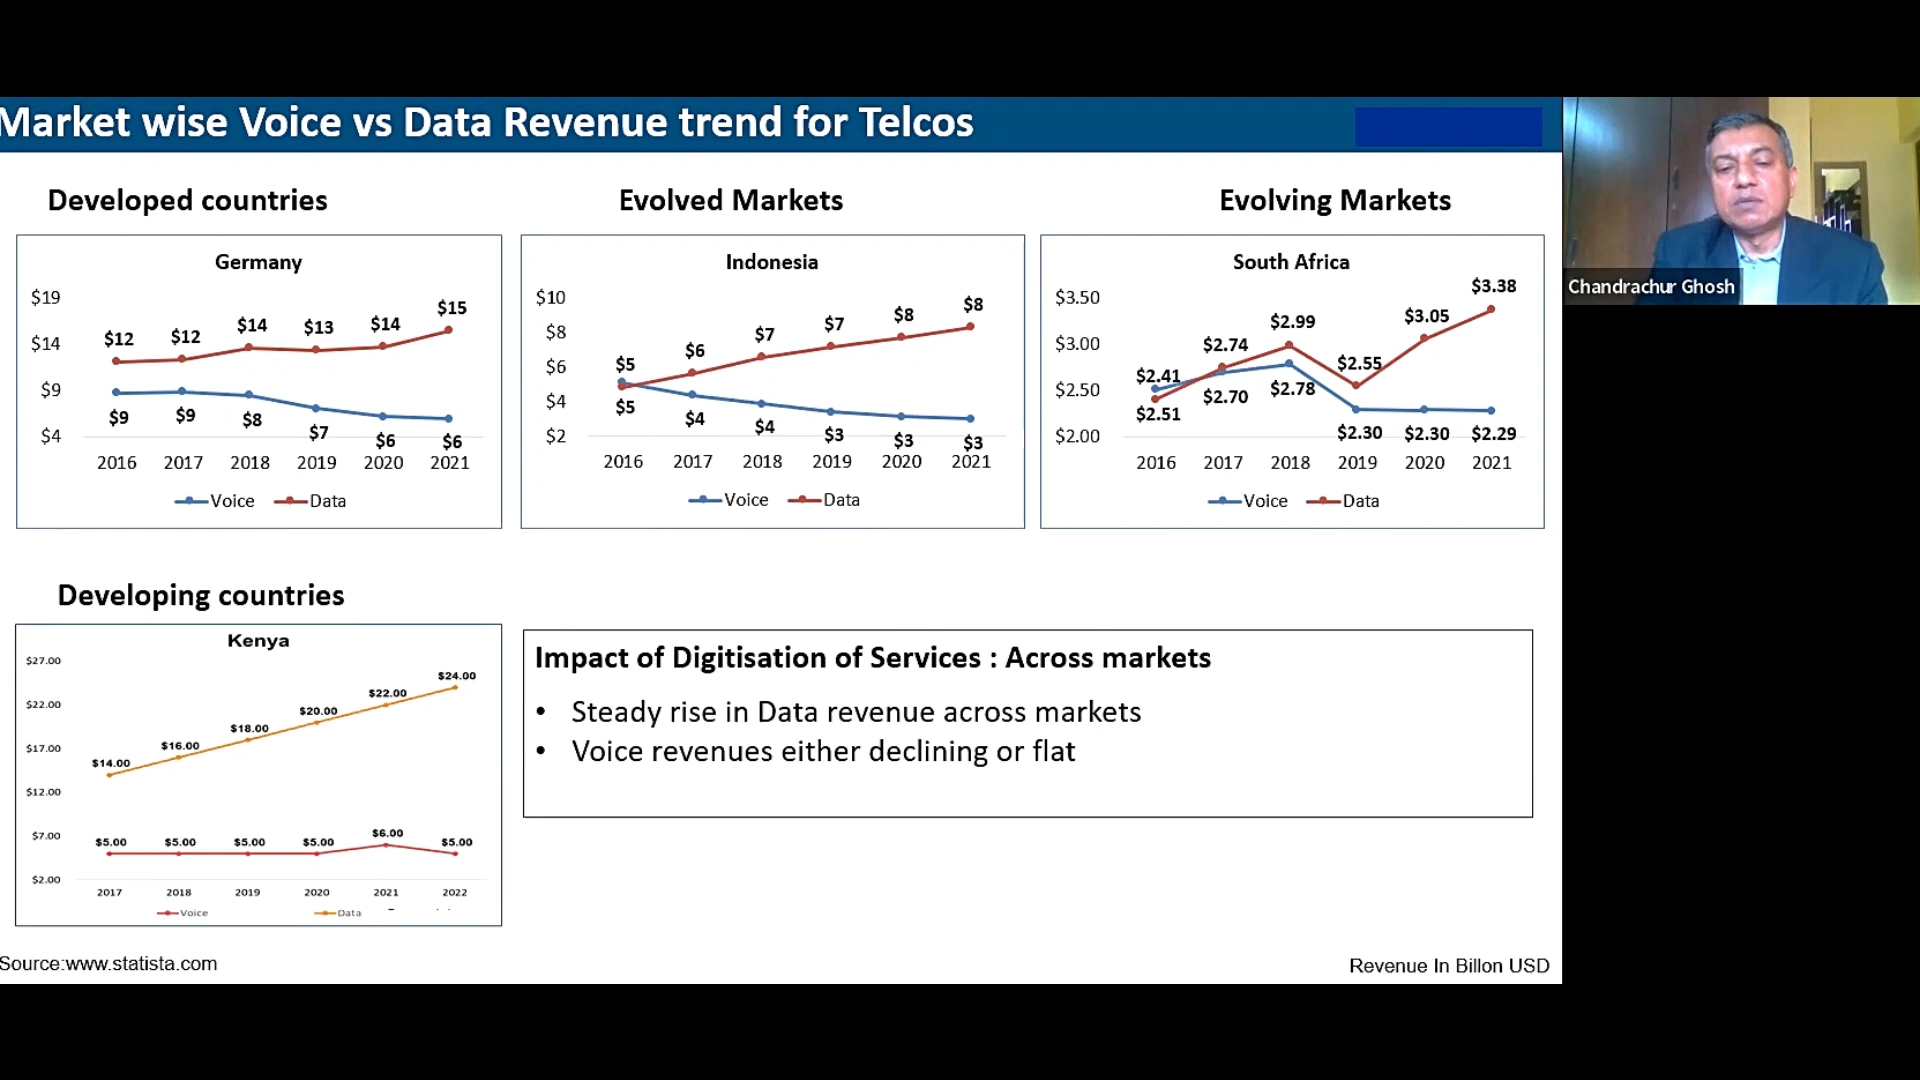 Market wise Voice vs Data Revenue trend for Telcos
Developed countries
Evolved Markets
Evolving Markets
Germany
$19
$14
$9
$4
$12 $12 $14 $13 $14 $15
$9 $9 $8 $7 $6 $6
2016 2017 2018 2019 2020 2021
Voice Data
Indonesia
$10
$8
$6
$4
$2
$5 $6 $7 $7 $8 $8
$5 $4 $4 $3 $3 $3
2016 2017 2018 2019 2020 2021
Voice Data
South Africa
$3.50
$3.00
$2.50
$2.00
$2.41 $2.74 $2.99 $2.55 $3.05 $3.38
$2.51 $2.70 $2.78 $2.30 $2.30 $2.29
2016 2017 2018 2019 2020 2021
Voice Data
Chandrachur Ghosh
Developing countries
Kenya
$27.00
$22.00
$17.00
$12.00
$7.00
$2.00
$14.00 $16.00 $18.00 $20.00 $22.00 $24.00
$5.00 $5.00 $5.00 $5.00 $6.00 $5.00
2017 2018 2019 2020 2021 2022
Voice Data
Impact of Digitisation of Services : Across markets
• Steady rise in Data revenue across markets
• Voice revenues either declining or flat
Source:www.statista.com
Revenue In Billon USD